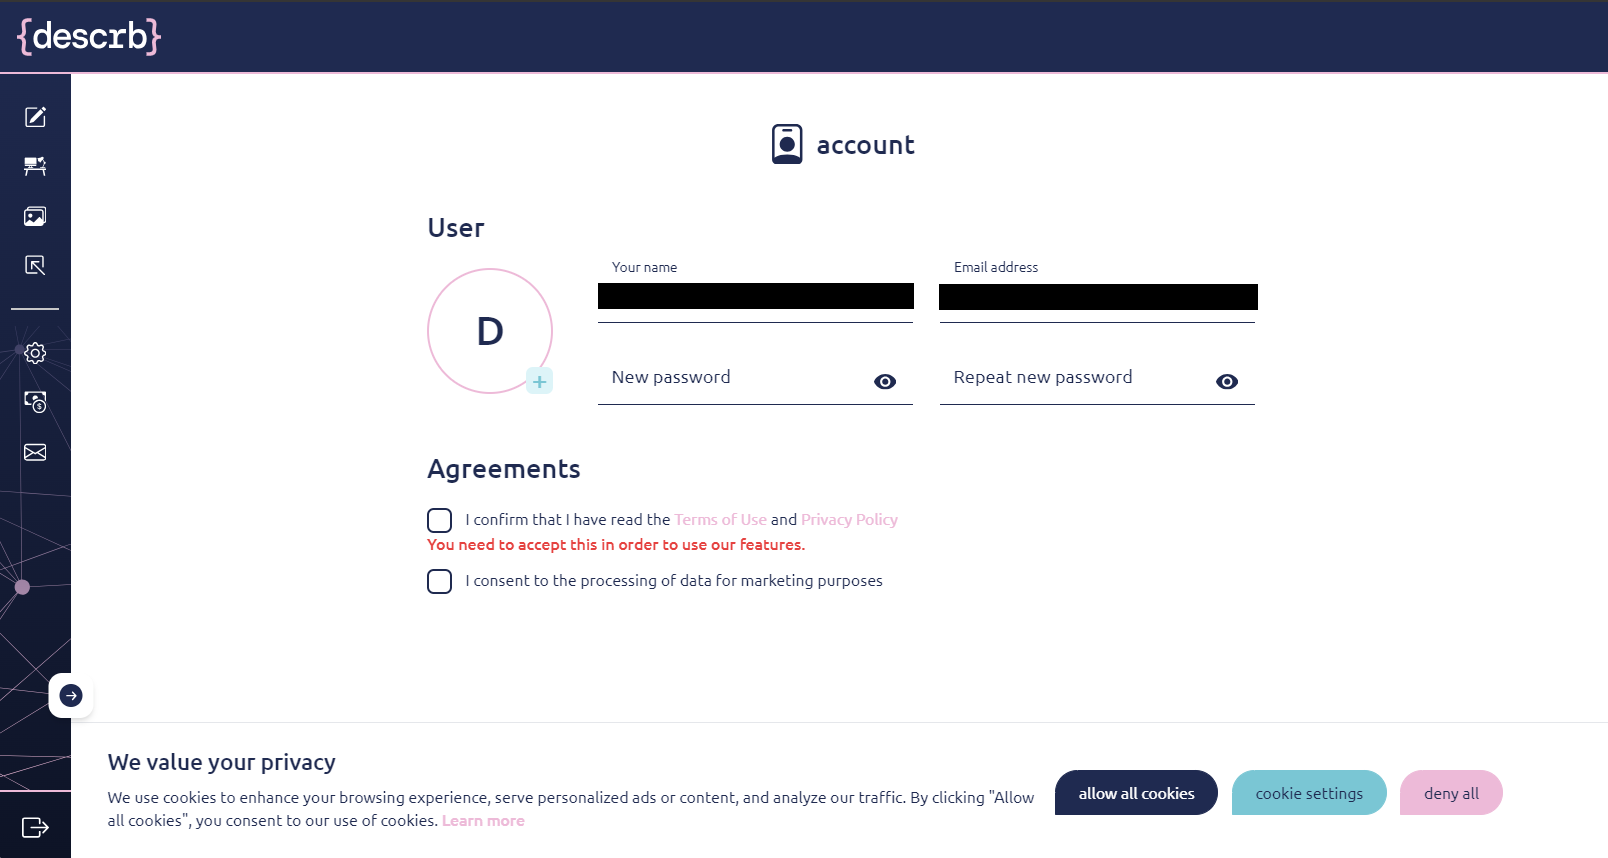 {descrb}
account
User
D
+
Your name
Email address
New password
Repeat new password
Agreements
I confirm that I have read the Terms of Use and Privacy Policy
You need to accept this in order to use our features.
I consent to the processing of data for marketing purposes
We value your privacy
We use cookies to enhance your browsing experience, serve personalized ads or content, and analyze our traffic. By clicking "Allow
all cookies", you consent to our use of cookies. Learn more
allow all cookies
cookie settings
deny all